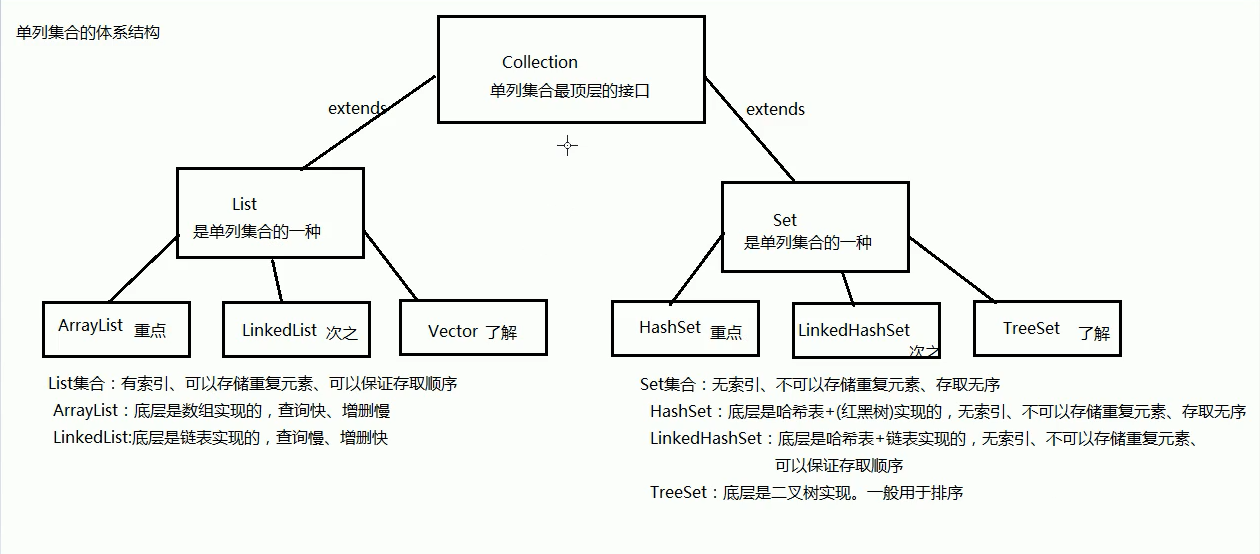 单列集合的体系结构
Collection
单列集合最顶层的接口
extends
extends
List
是单列集合的一种
Set
是单列集合的一种
ArrayList 重点
LinkedList 次之
Vector 了解
HashSet 重点
LinkedHashSet
次之
TreeSet 了解
List集合：有索引、可以存储重复元素、可以保证存取顺序
ArrayList：底层是数组实现的，查询快、增删慢
LinkedList:底层是链表实现的，查询慢、增删快
Set集合：无索引、不可以存储重复元素、存取无序
HashSet：底层是哈希表+(红黑树)实现的，无索引、不可以存储重复元素、存取无序
LinkedHashSet：底层是哈希表+链表实现的，无索引、不可以存储重复元素、
可以保证存取顺序
TreeSet：底层是二叉树实现。一般用于排序